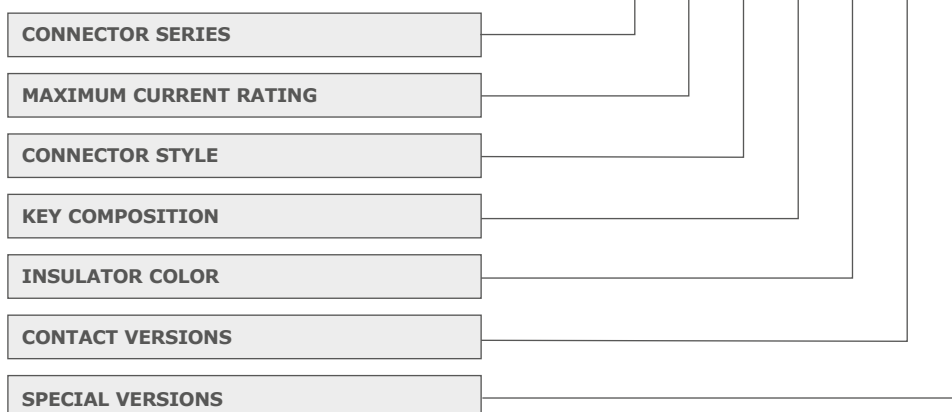 CONNECTOR SERIES
MAXIMUM CURRENT RATING
CONNECTOR STYLE
KEY COMPOSITION
INSULATOR COLOR
CONTACT VERSIONS
SPECIAL VERSIONS